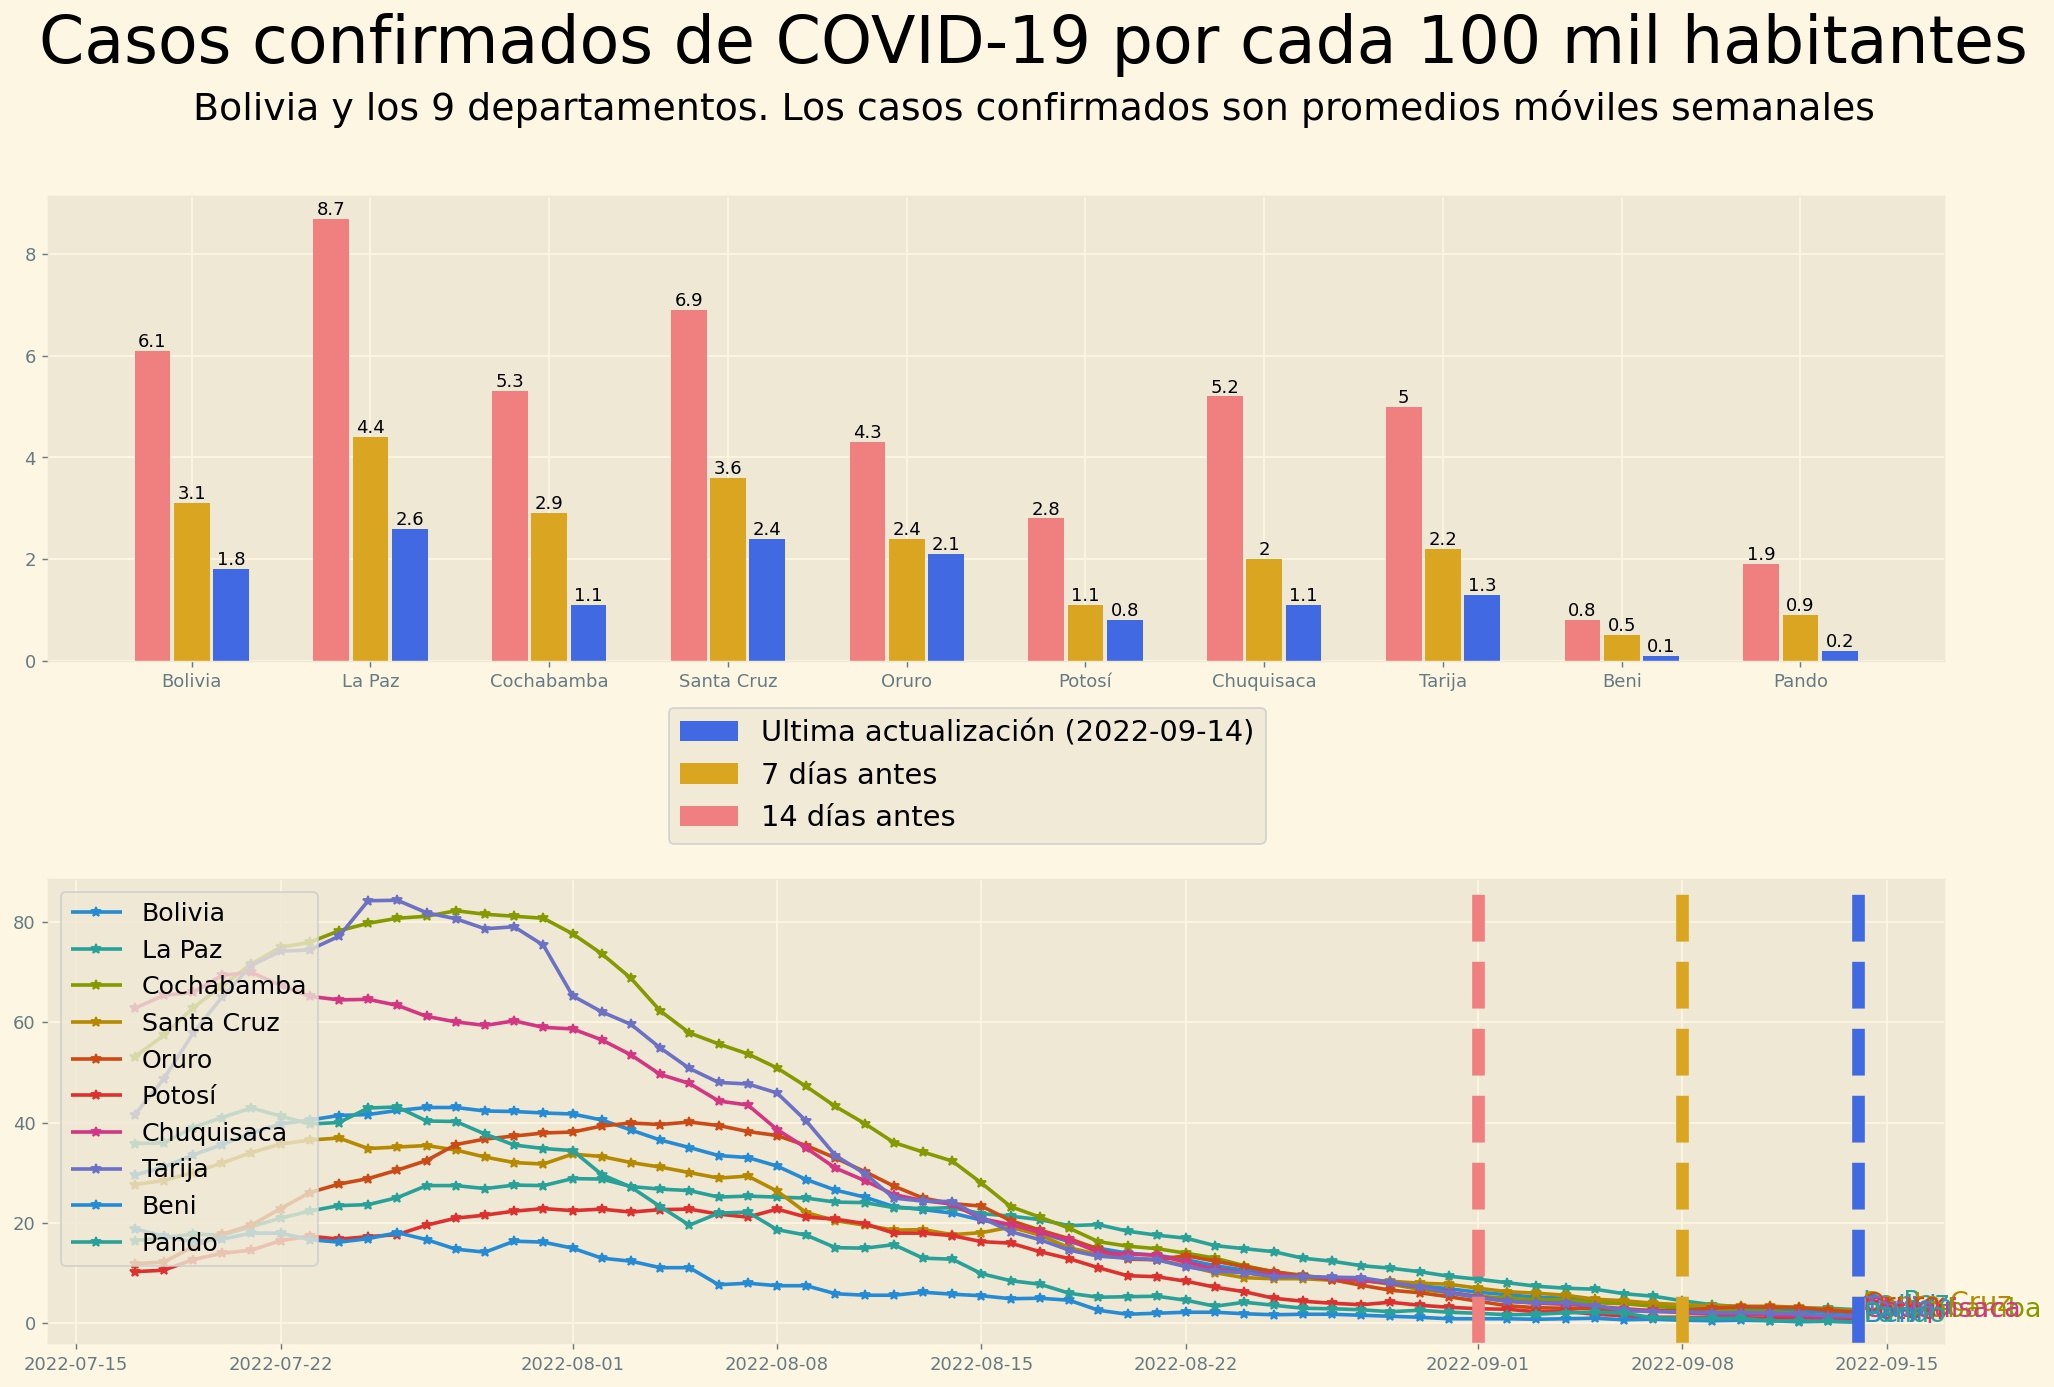 Casos confirmados de COVID-19 por cada 100 mil habitantes
Bolivia y los 9 departamentos. Los casos confirmados son promedios móviles semanales
8
6
4
2
0
6.1 3.1 1.8
8.7 4.4 2.6
5.3 2.9 1.1
6.9 3.6 2.4
4.3 2.4 2.1
2.8 1.1 0.8
5.2 2 1.1
5 2.2 1.3
0.8 0.5 0.1
1.9 0.9 0.2
Bolivia La Paz Cochabamba Santa Cruz Oruro Potosí Chuquisaca Tarija Beni Pando
Ultima actualización (2022-09-14)
7 días antes
14 días antes
80
60
40
20
0
Bolivia
La Paz
Cochabamba
Santa Cruz
Oruro
Potosí
Chuquisaca
Tarija
Beni
Pando
2022-07-15 2022-07-22 2022-08-01 2022-08-08 2022-08-15 2022-08-22 2022-09-01 2022-09-08 2022-09-15